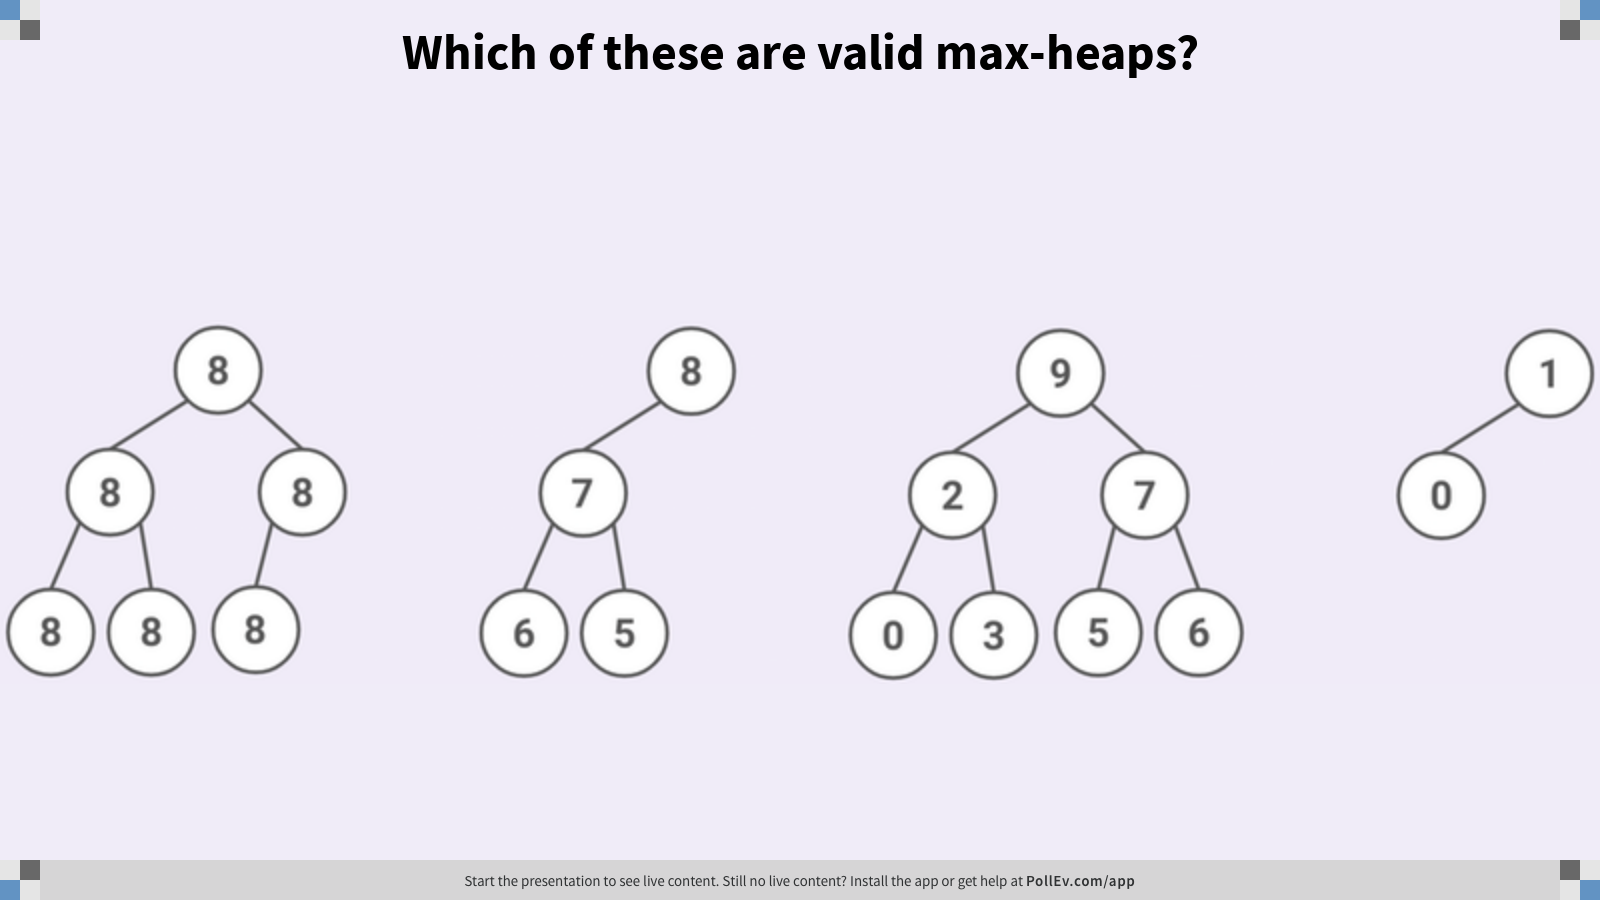 Which of these are valid max-heaps?
8 8 9 1
8 8 7 2 7 0
8 8 8 6 5 0 3 5 6
Start the presentation to see live content. Still no live content? Install the app or get help at PollEv.com/app